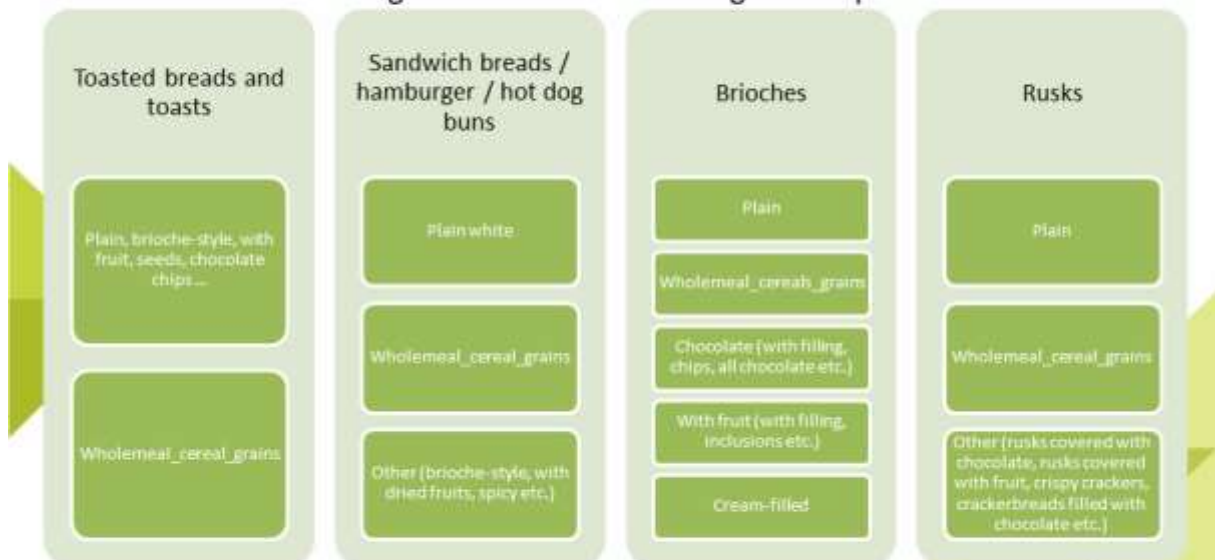 Toasted breads and
toasts
Plain, brioche-style, with
fruit, seeds, chocolate
chips...
Wholemeal_cereal_grains
Sandwich breads /
hamburger / hot dog
buns
Plain white
Wholemeal_cereal_grains
Other (brioche-style, with
dried fruits, spicy etc.)
Brioches
Plain
Wholemeal_cereals_grains
Chocolate (with filling,
chips, all chocolate etc.)
With fruit (with filling,
inclusions etc.)
Cream-filled
Rusks
Plain
Wholemeal_cereal_grains
Other (rusks covered with
chocolate, rusks covered
with fruit, crispy crackers,
crackerbreads filled with
chocolate etc.)